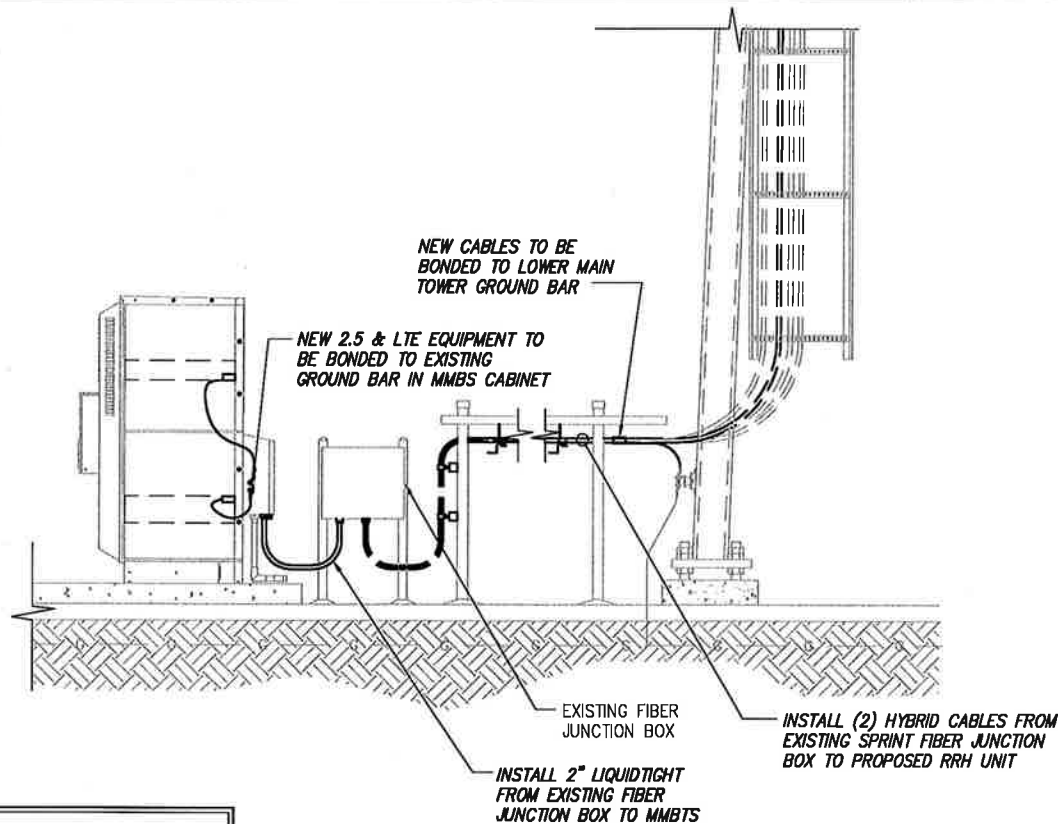 NEW CABLES TO BE
BONDED TO LOWER MAIN
TOWER GROUND BAR
NEW 2.5 & LTE EQUIPMENT TO
BE BONDED TO EXISTING
GROUND BAR IN MMBS CABINET
EXISTING FIBER
JUNCTION BOX
INSTALL (2) HYBRID CABLES FROM
EXISTING SPRINT FIBER JUNCTION
BOX TO PROPOSED RRH UNIT
INSTALL 2" LIQUIDTIGHT
FROM EXISTING FIBER
JUNCTION BOX TO MMBTS